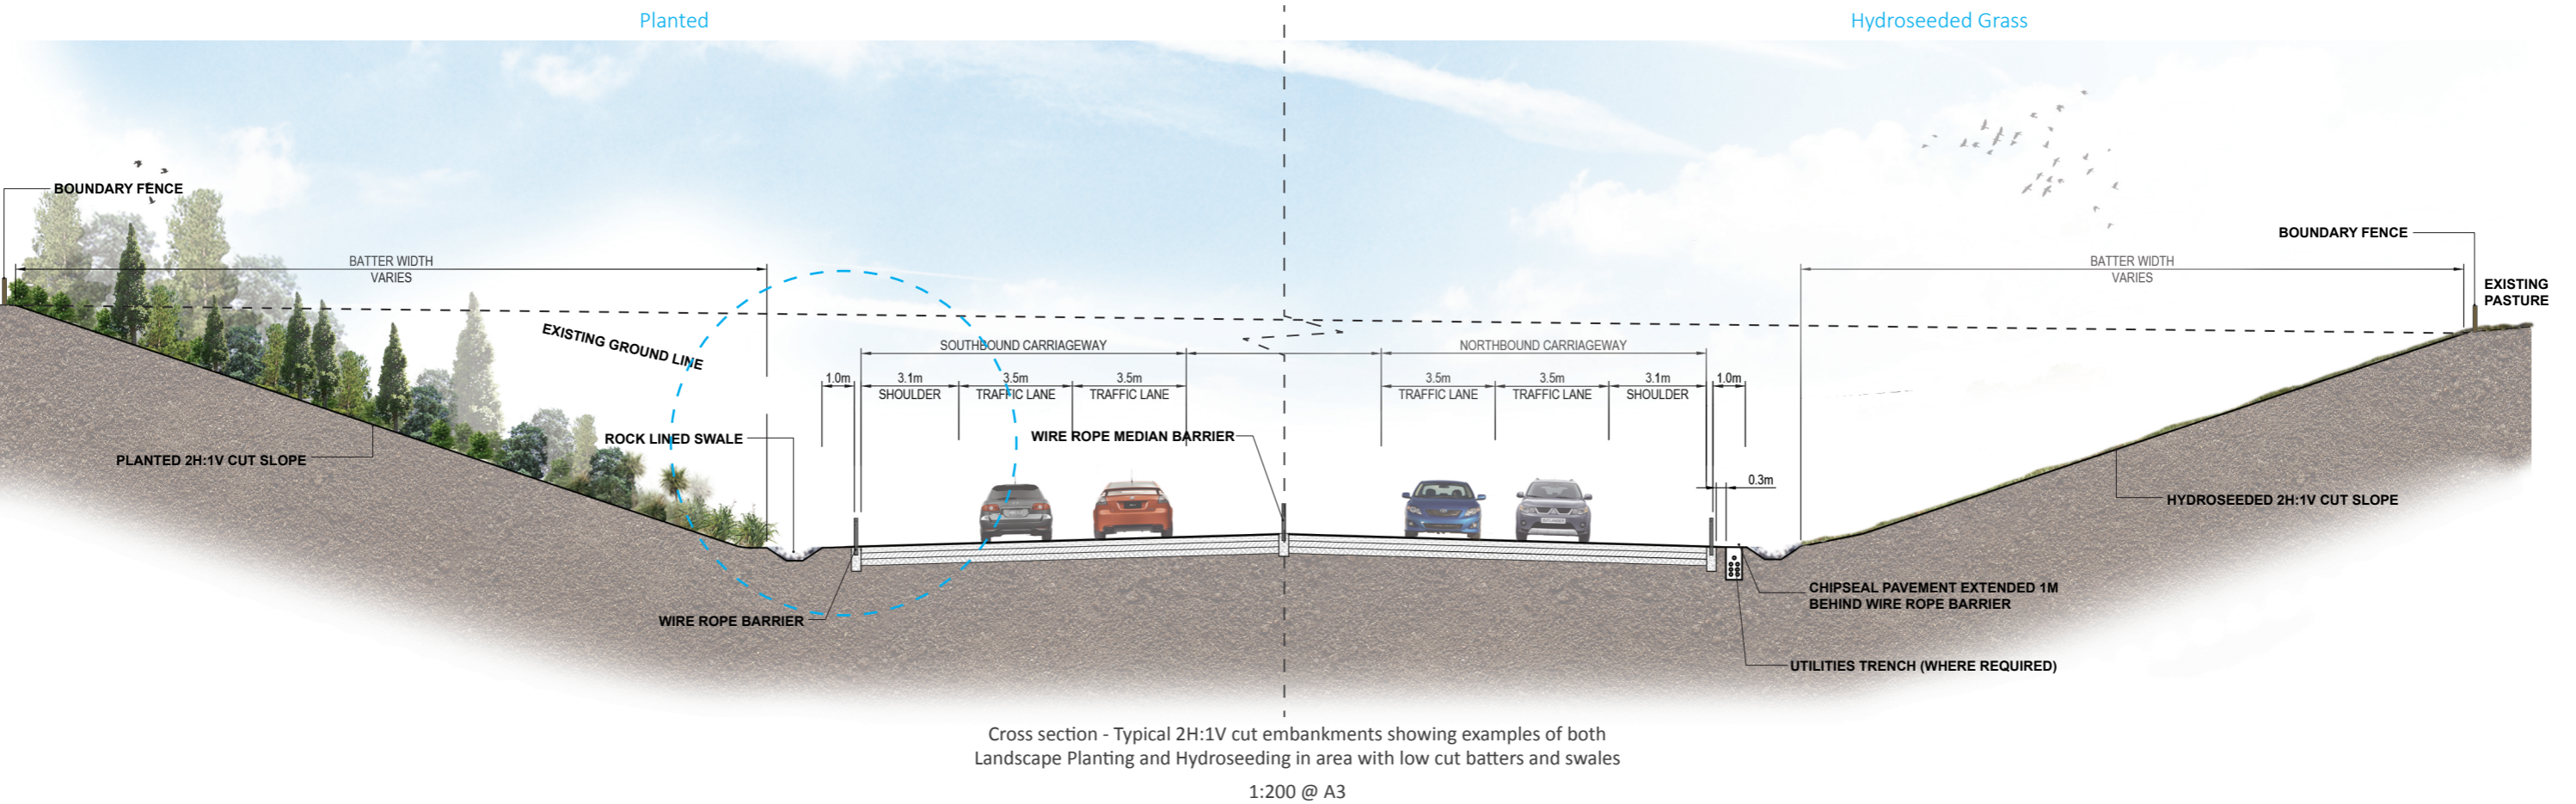 Planted
Hydroseeded Grass
BOUNDARY FENCE
BOUNDARY FENCE
BATTER WIDTH
VARIES
BATTER WIDTH
VARIES
EXISTING
PASTURE
EXISTING GROUND LINE
SOUTHBOUND CARRIAGEWAY
NORTHBOUND CARRIAGEWAY
1.0m
3.1m
SHOULDER
3.5m
TRAFFIC LANE
3.5m
TRAFFIC LANE
3.5m
TRAFFIC LANE
3.5m
TRAFFIC LANE
3.1m
SHOULDER
1.0m
ROCK LINED SWALE
WIRE ROPE MEDIAN BARRIER
PLANTED 2H:1V CUT SLOPE
0.3m
HYDROSEEDED 2H:1V CUT SLOPE
CHIPSEAL PAVEMENT EXTENDED 1M
BEHIND WIRE ROPE BARRIER
WIRE ROPE BARRIER
UTILITIES TRENCH (WHERE REQUIRED)
Cross section - Typical 2H:1V cut embankments showing examples of both
Landscape Planting and Hydroseeding in area with low cut batters and swales
1:200 @ A3